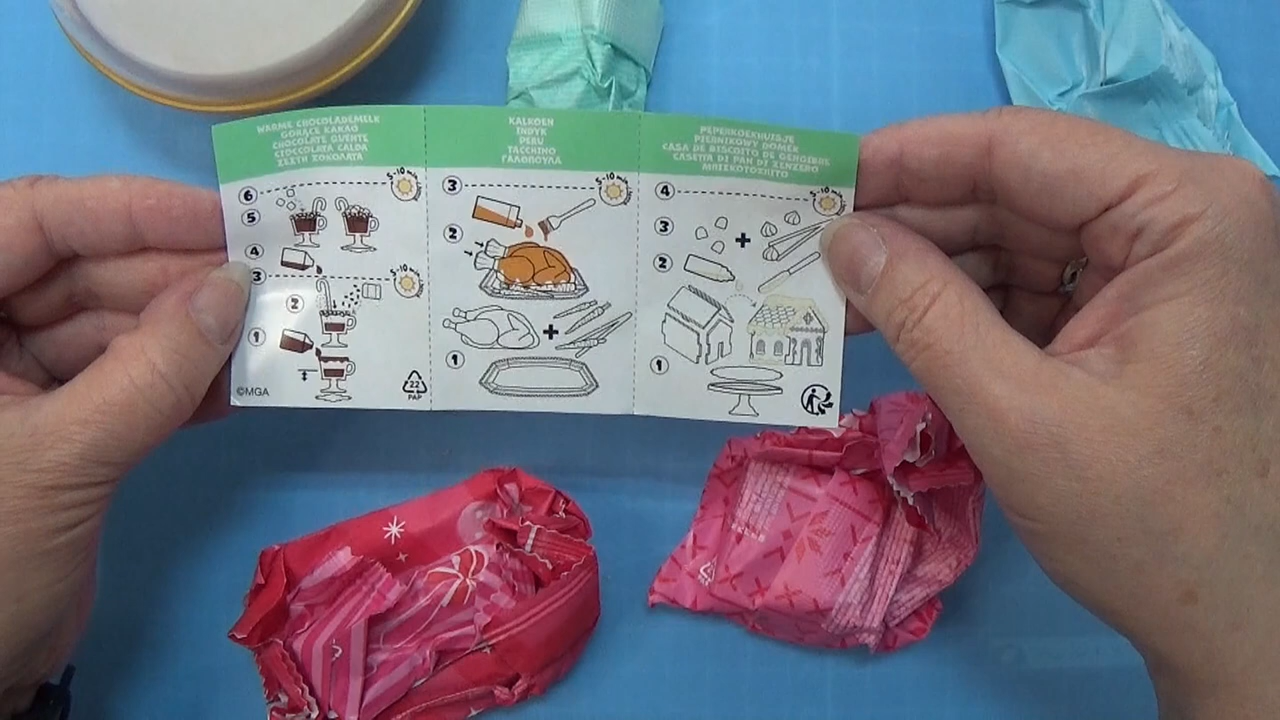 WARME CHOCOLADEMELK
GORĄCE KAKAO
CHOCOLATE QUENTE
CIOCCOLATA CALDA
ΖΕΣΤΗ ΣΟΚΟΛΑΤΑ
6
5-10 min
5
4
3
5-10 min
2
1
©MGA
22
PAP
KALKOEN
INDYK
PERU
TACCHINO
ΓΑΛΟΠΟΥΛΑ
3
5-10 min
2
+
1
PEPERKOEKHUISJE
PIERNIKOWY DOMEK
CASA DE BISCOITO DE GENGIBRE
CASETTA DI PAN DI ZENZERO
ΜΠΙΣΚΟΤΟΣΠΙΤΟ
4
5-10 min
3
+
2
1